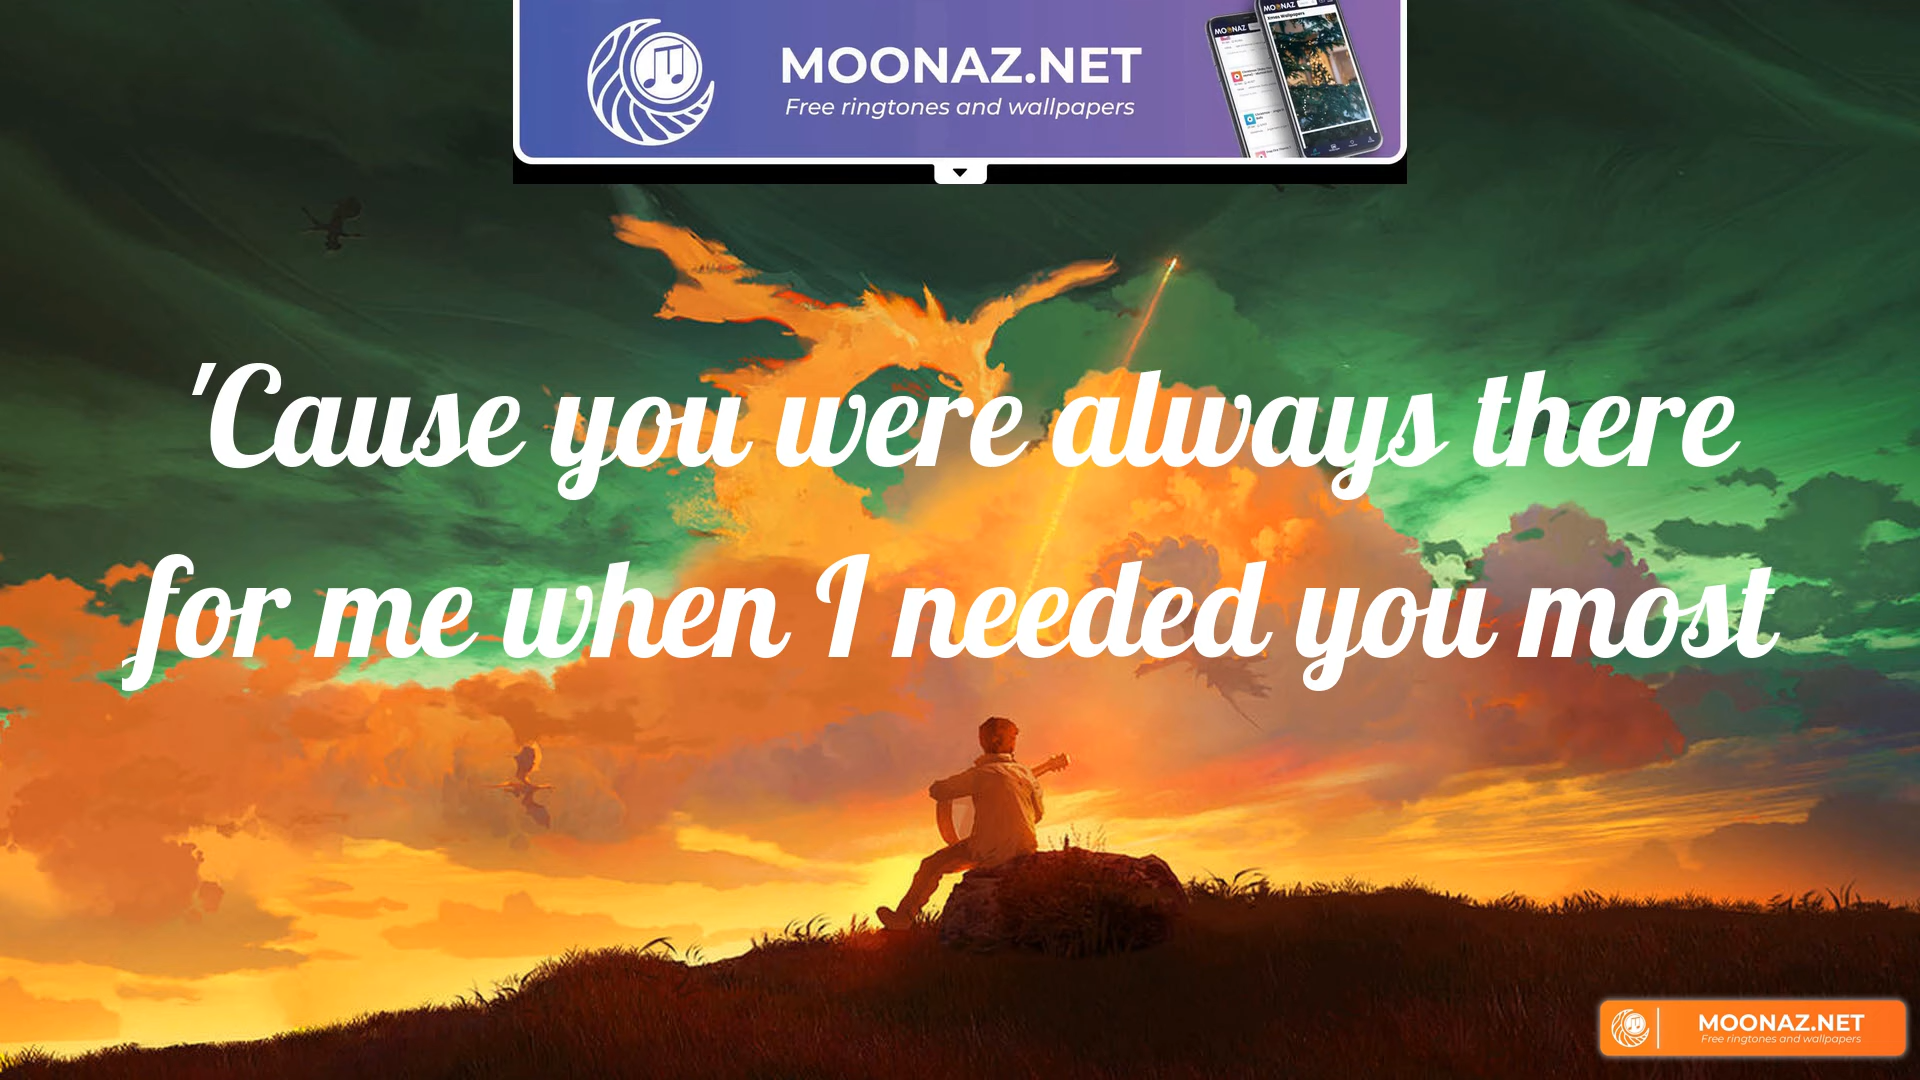 MOONAZ.NET
Free ringtones and wallpapers
'Cause you were always there
for me when I needed you most
MOONAZ.NET
Free ringtones and wallpapers